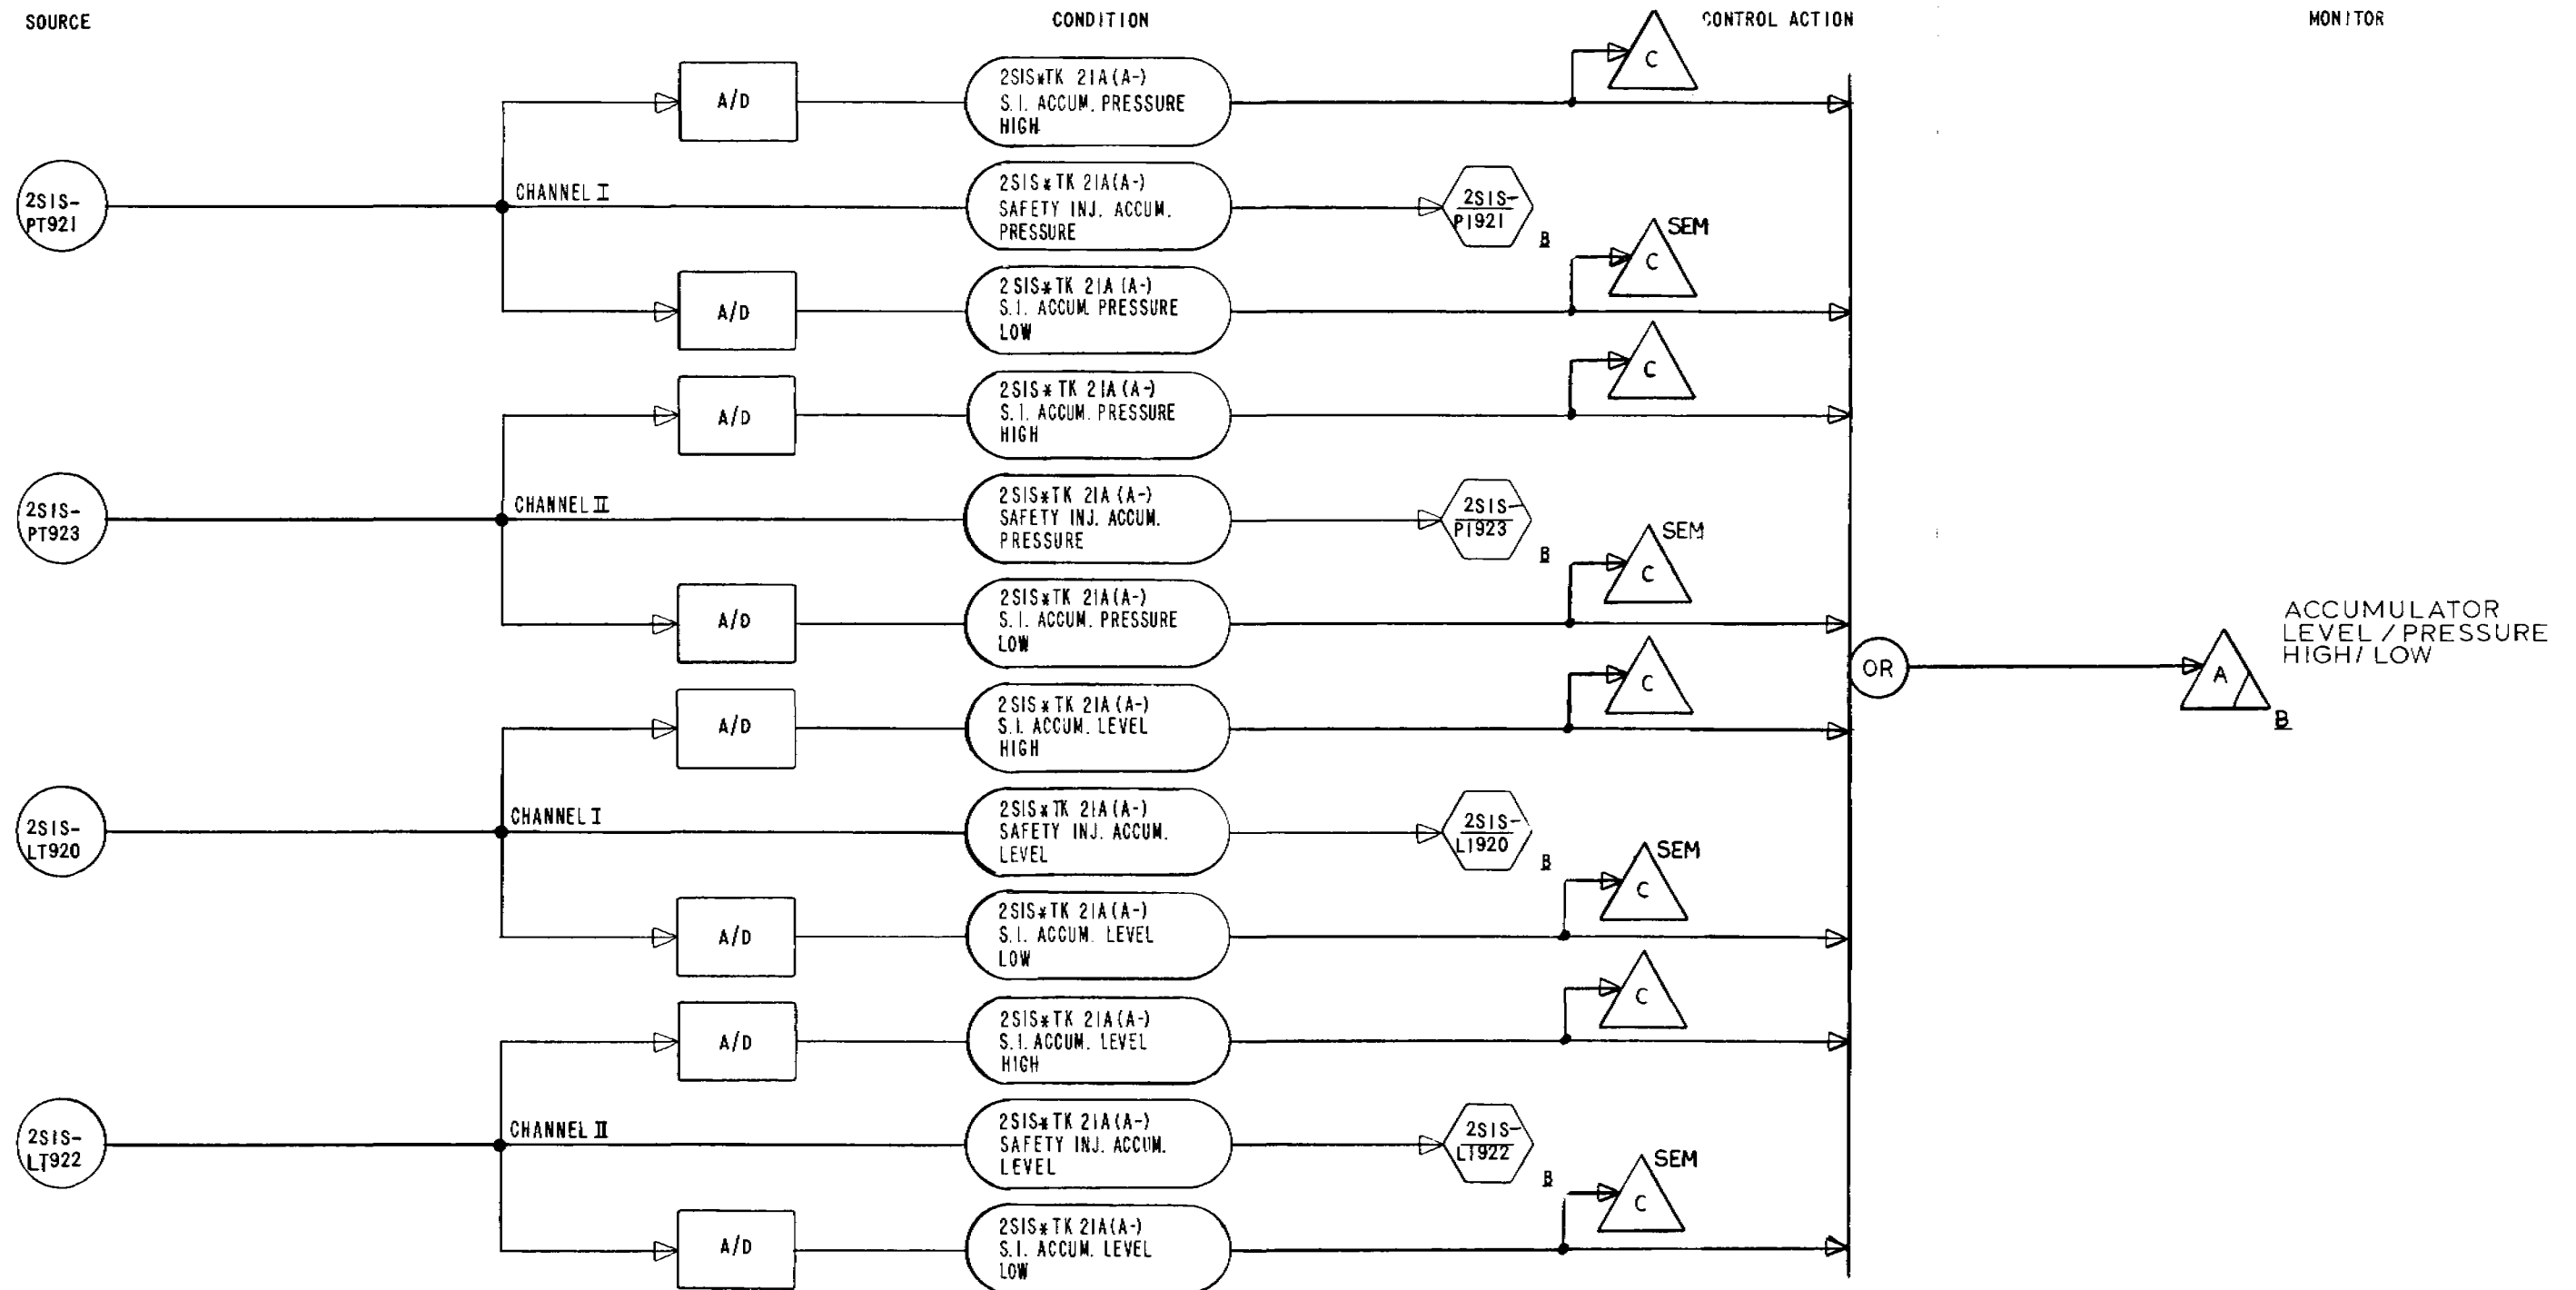 SOURCE
CONDITION
CONTROL ACTION
MONITOR
C
A/D
2SIS*TK 21A(A-)
S.I. ACCUM. PRESSURE
HIGH
2SIS-
PT921
CHANNEL I
2SIS*TK 21A(A-)
SAFETY INJ. ACCUM.
PRESSURE
2SIS-
PI921
B
SEM
C
A/D
2SIS*TK 21A (A-)
S.I. ACCUM. PRESSURE
LOW
C
A/D
2SIS*TK 21A (A-)
S.I. ACCUM. PRESSURE
HIGH
2SIS-
PT923
CHANNEL II
2SIS*TK 21A (A-)
SAFETY INJ. ACCUM.
PRESSURE
2SIS-
PI923
B
SEM
C
A/D
2SIS*TK 21A(A-)
S.I. ACCUM. PRESSURE
LOW
ACCUMULATOR
LEVEL/PRESSURE
HIGH/LOW
OR
A
B
C
A/D
2SIS*TK 21A(A-)
S.I. ACCUM. LEVEL
HIGH
2SIS-
LT920
CHANNEL I
2SIS*TK 21A(A-)
SAFETY INJ. ACCUM.
LEVEL
2SIS-
LI920
B
SEM
C
A/D
2SIS*TK 21A(A-)
S.I. ACCUM. LEVEL
LOW
C
A/D
2SIS*TK 21A(A-)
S.I. ACCUM. LEVEL
HIGH
2SIS-
LT922
CHANNEL II
2SIS*TK 21A(A-)
SAFETY INJ. ACCUM.
LEVEL
2SIS-
LI922
B
SEM
C
A/D
2SIS*TK 21A(A-)
S.I. ACCUM. LEVEL
LOW